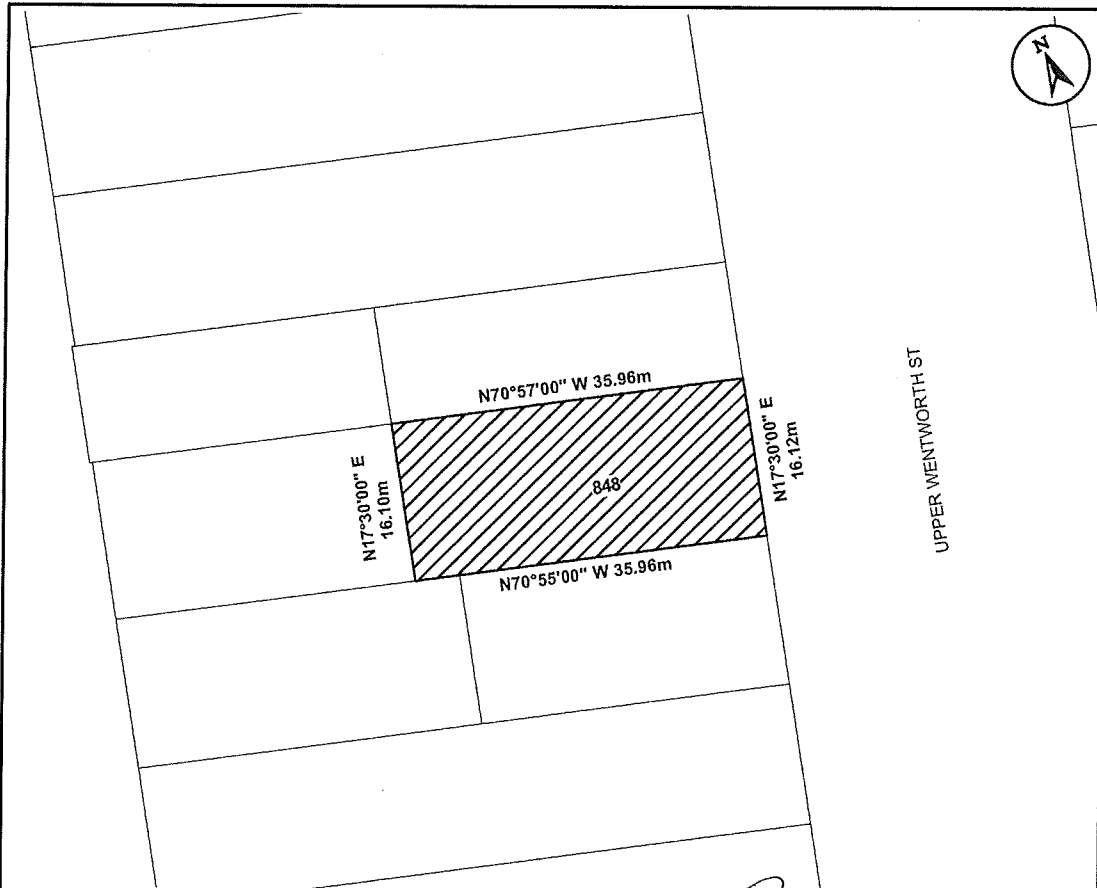 N
N70°57'00" W 35.96m
N17°30'00" E
16.12m
UPPER WENTWORTH ST
848
N17°30'00" E
16.10m
N70°55'00" W 35.96m